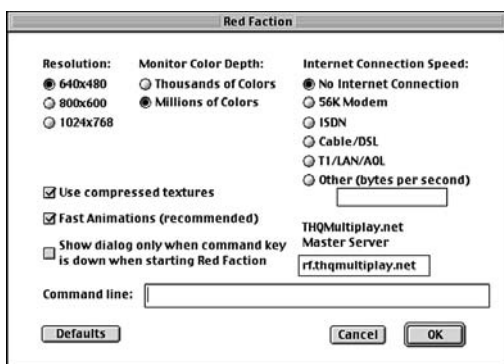 Red Faction
Resolution:
640x480
800x600
1024x768
Monitor Color Depth:
Thousands of Colors
Millions of Colors
Internet Connection Speed:
No Internet Connection
56K Modem
ISDN
Cable/DSL
T1/LAN/AOL
Other (bytes per second)
Use compressed textures
Fast Animations (recommended)
Show dialog only when command key
is down when starting Red Faction
THQMultiplay.net
Master Server
rf.thqmultiplay.net
Command line:
Defaults
Cancel
OK